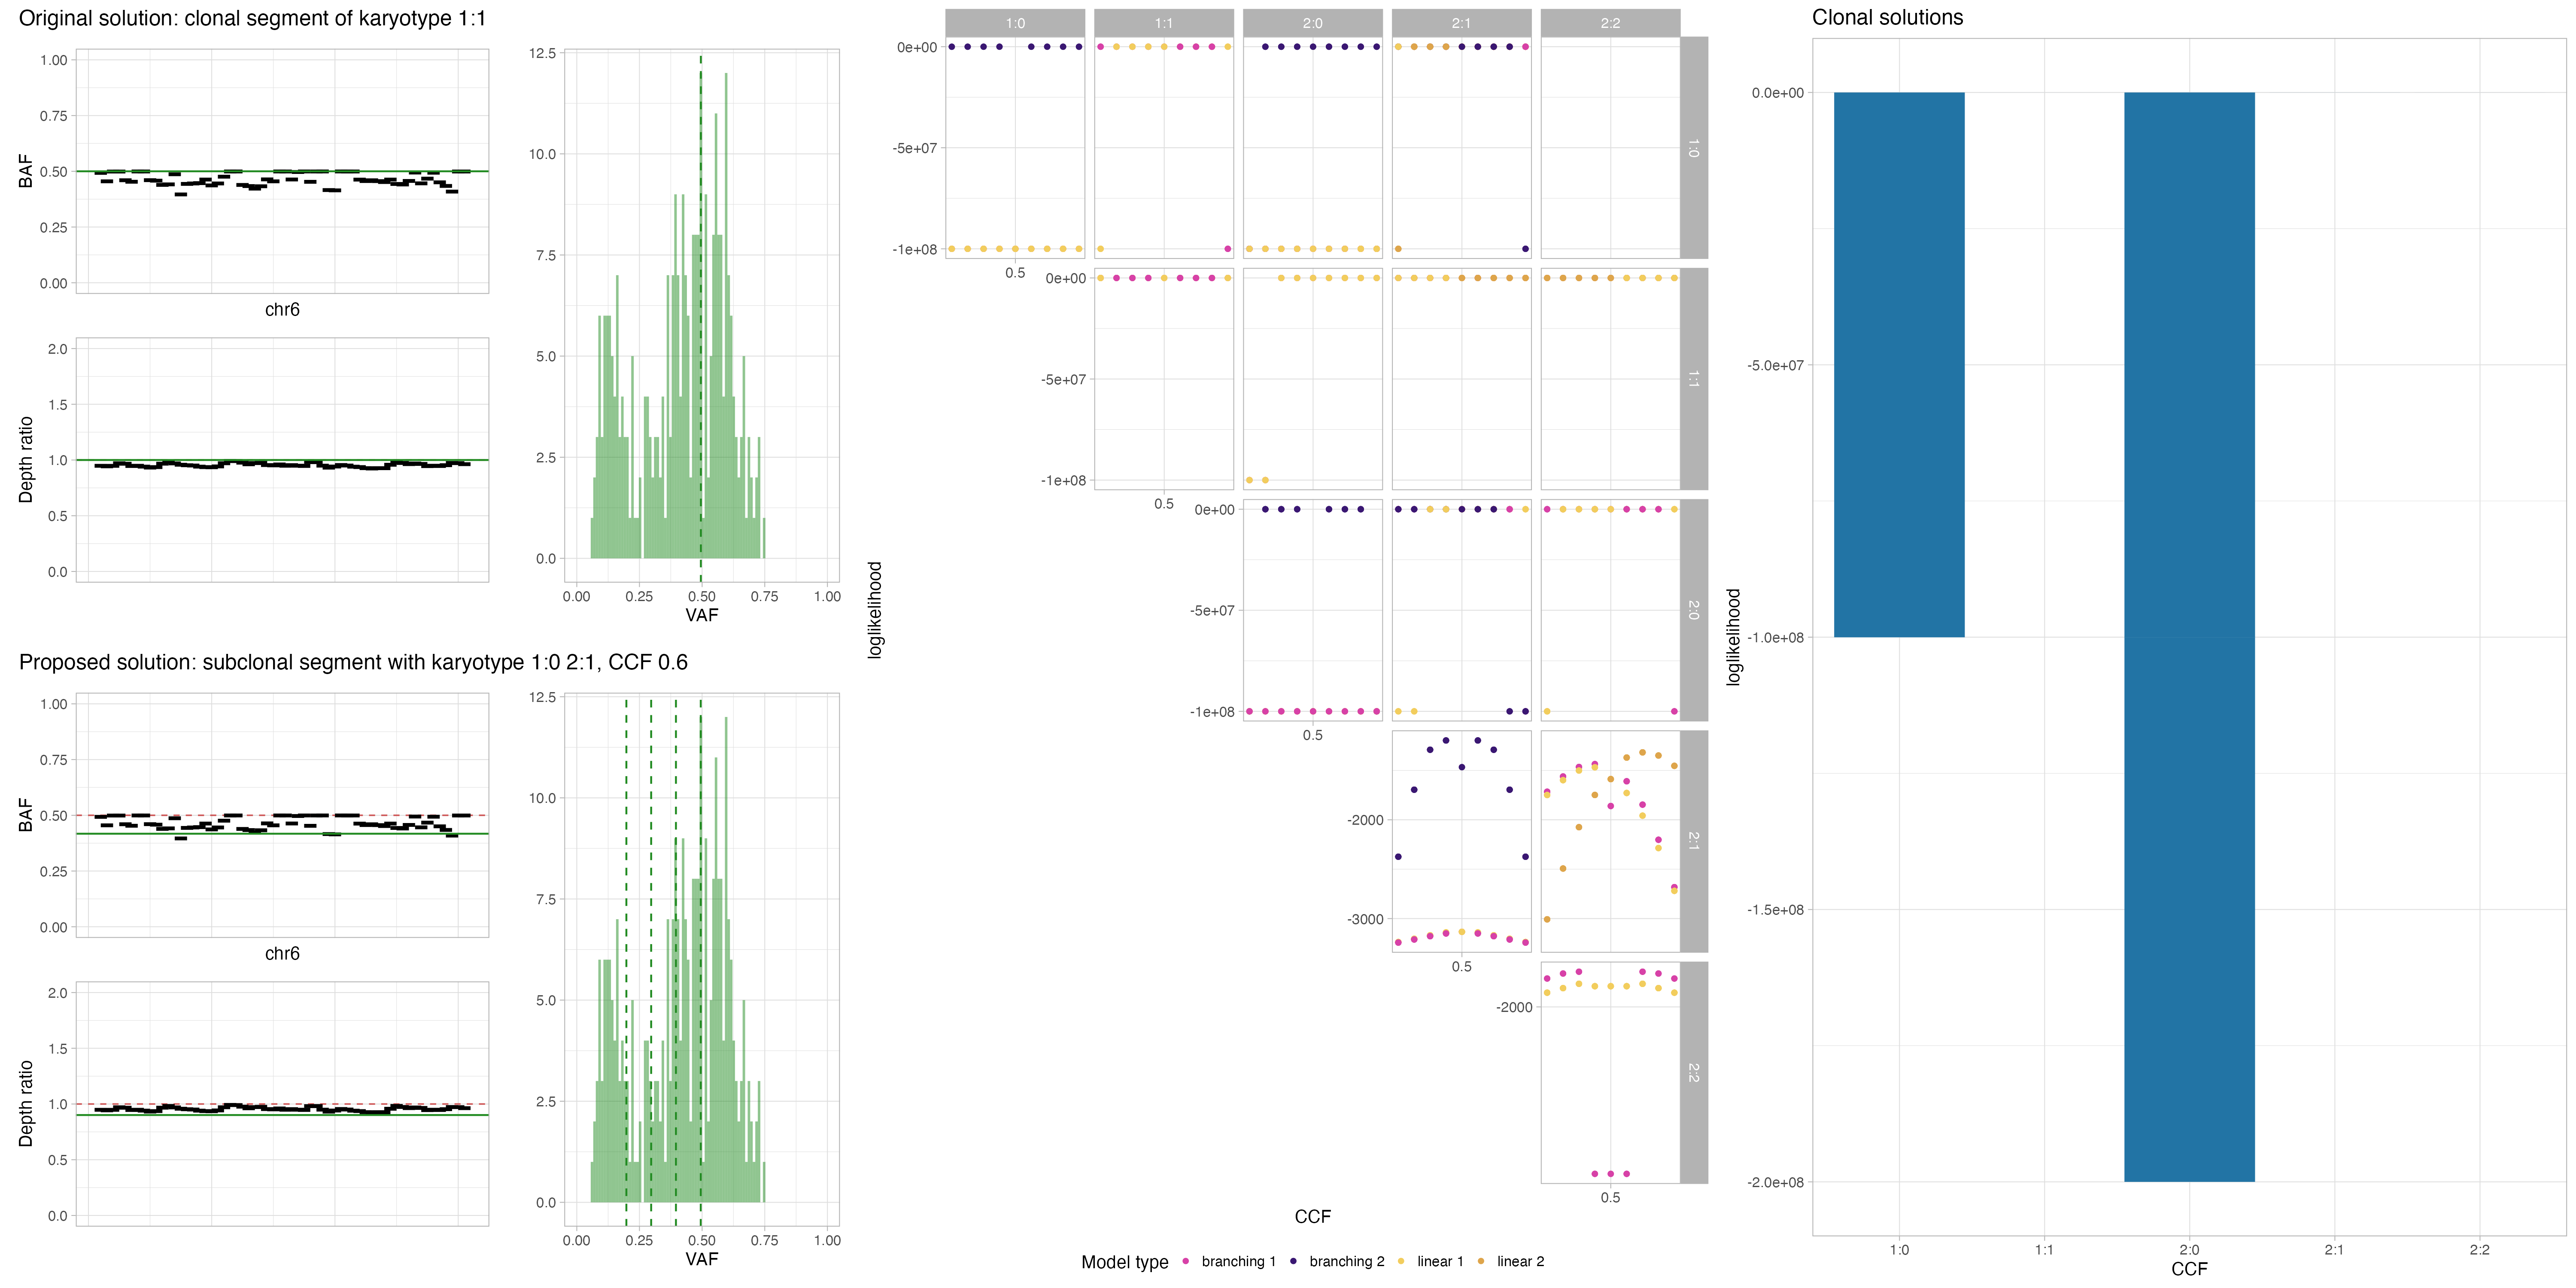 Original solution: clonal segment of karyotype 1:1
1.00
0.75
0.50
0.25
0.00
BAF
chr6
2.0
1.5
1.0
0.5
0.0
Depth ratio
12.5
10.0
7.5
5.0
2.5
0.0
0.00 0.25 0.50 0.75 1.00
VAF
Proposed solution: subclonal segment with karyotype 1:0 2:1, CCF 0.6
1.00
0.75
0.50
0.25
0.00
BAF
chr6
2.0
1.5
1.0
0.5
0.0
Depth ratio
12.5
10.0
7.5
5.0
2.5
0.0
0.00 0.25 0.50 0.75 1.00
VAF
loglikelihood
1:0 1:1 2:0 2:1 2:2
0e+00
-5e+07
-1e+08
0.5
1:0
0e+00
-5e+07
-1e+08
0.5
1:1
0e+00
-5e+07
-1e+08
0.5
2:0
-2000
-3000
0.5
2:1
-2000
0.5
2:2
CCF
Model type branching 1 branching 2 linear 1 linear 2
Clonal solutions
0.0e+00
-5.0e+07
-1.0e+08
-1.5e+08
-2.0e+08
loglikelihood
1:0 1:1 2:0 2:1 2:2
CCF